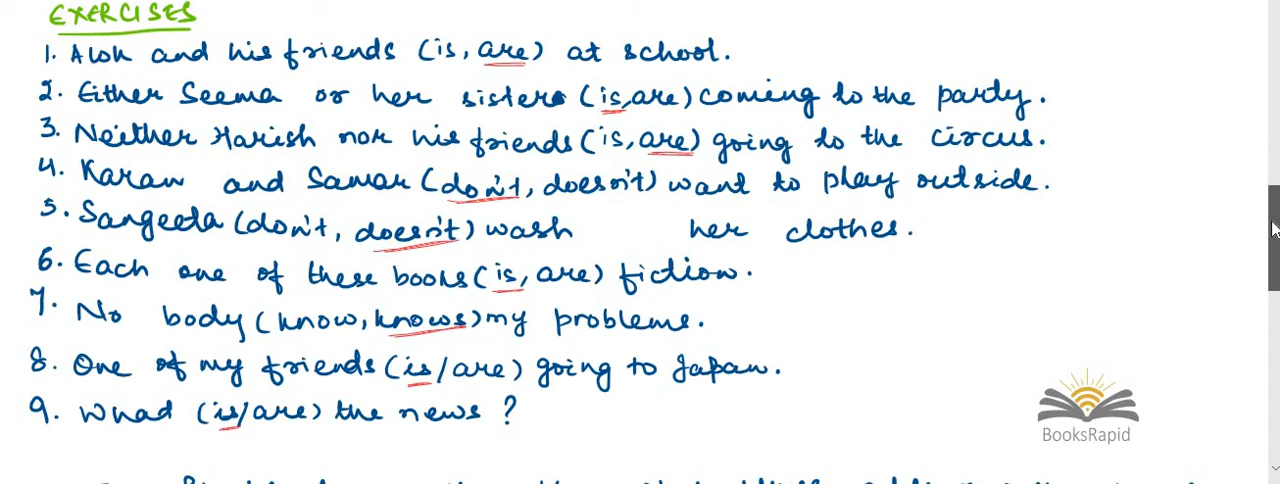 EXERCISES
1. Alok and his friends (is, are) at school.
2. Either Seema or her sisters (is, are) coming to the party.
3. Neither Harish nor his friends (is, are) going to the circus.
4. Karan and Samar (don't, doesn't) want to play outside.
5. Sangeeta (don't, doesn't) wash her clothes.
6. Each one of these books (is, are) fiction.
7. No body (know, knows) my problems.
8. One of my friends (is/are) going to Japan.
9. What (is/are) the news ?
BooksRapid